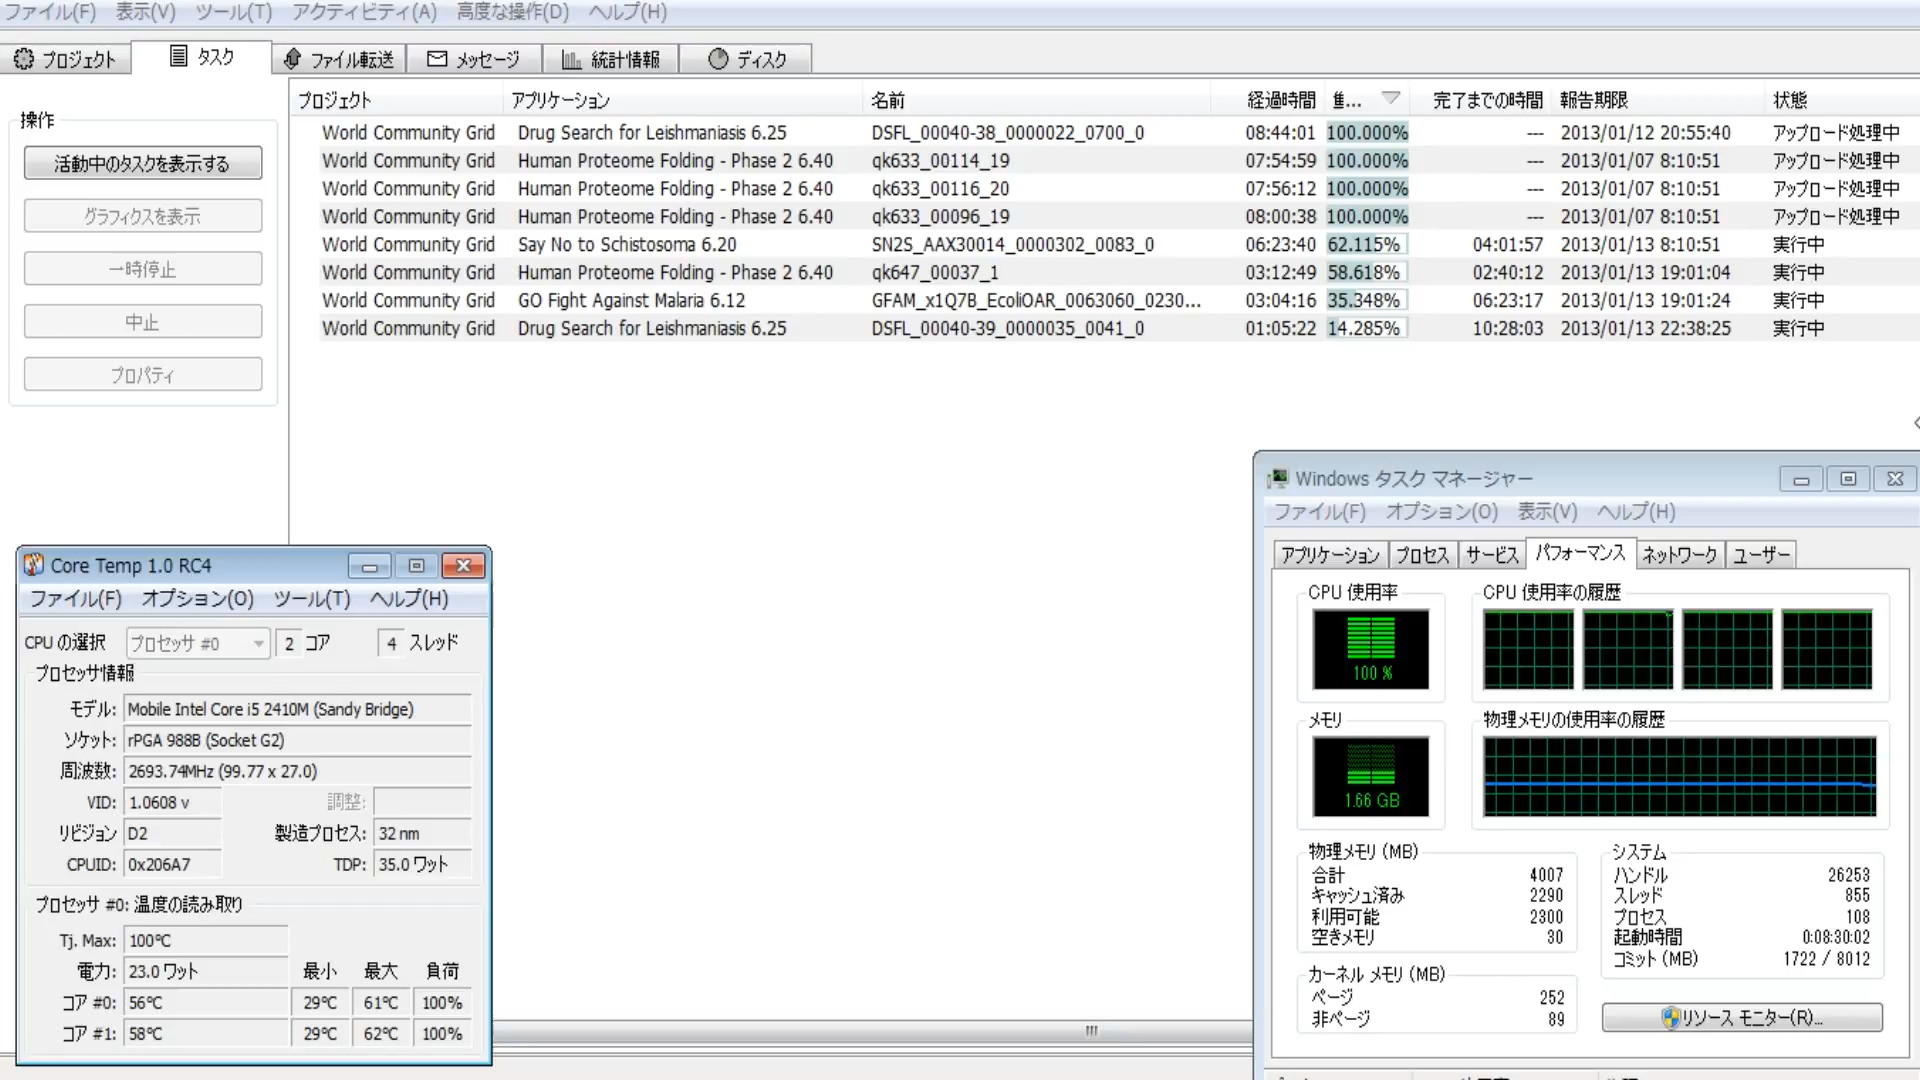 ファイル(F) 表示(V) ツール(T) アクティビティ(A) 高度な操作(D) ヘルプ(H)
プロジェクト タスク ファイル転送 メッセージ 統計情報 ディスク
操作
活動中のタスクを表示する
グラフィクスを表示
一時停止
中止
プロパティ
プロジェクト アプリケーション 名前 経過時間 進... 完了までの時間 報告期限 状態
World Community Grid Drug Search for Leishmaniasis 6.25 DSFL_00040-38_0000022_0700_0 08:44:01 100.000% --- 2013/01/12 20:55:40 アップロード処理中
World Community Grid Human Proteome Folding - Phase 2 6.40 qk633_00114_19 07:54:59 100.000% --- 2013/01/07 8:10:51 アップロード処理中
World Community Grid Human Proteome Folding - Phase 2 6.40 qk633_00116_20 07:56:12 100.000% --- 2013/01/07 8:10:51 アップロード処理中
World Community Grid Human Proteome Folding - Phase 2 6.40 qk633_00096_19 08:00:38 100.000% --- 2013/01/07 8:10:51 アップロード処理中
World Community Grid Say No to Schistosoma 6.20 SN2S_AAX30014_0000302_0083_0 06:23:40 62.115% 04:01:57 2013/01/13 8:10:51 実行中
World Community Grid Human Proteome Folding - Phase 2 6.40 qk647_00037_1 03:12:49 58.618% 02:40:12 2013/01/13 19:01:04 実行中
World Community Grid GO Fight Against Malaria 6.12 GFAM_x1Q7B_EcoliOAR_0063060_0230... 03:04:16 35.348% 06:23:17 2013/01/13 19:01:24 実行中
World Community Grid Drug Search for Leishmaniasis 6.25 DSFL_00040-39_0000035_0041_0 01:05:22 14.285% 10:28:03 2013/01/13 22:38:25 実行中
Core Temp 1.0 RC4
ファイル(F) オプション(O) ツール(T) ヘルプ(H)
CPU の選択 プロセッサ #0 2 コア 4 スレッド
プロセッサ情報
モデル: Mobile Intel Core i5 2410M (Sandy Bridge)
ソケット: rPGA 988B (Socket G2)
周波数: 2693.74MHz (99.77 x 27.0)
VID: 1.0608 v 調整:
リビジョン D2 製造プロセス: 32 nm
CPUID: 0x206A7 TDP: 35.0 ワット
プロセッサ #0: 温度の読み取り
Tj. Max: 100℃
電力: 23.0 ワット 最小 最大 負荷
コア #0: 56℃ 29℃ 61℃ 100%
コア #1: 58℃ 29℃ 62℃ 100%
Windows タスク マネージャー
ファイル(F) オプション(O) 表示(V) ヘルプ(H)
アプリケーション プロセス サービス パフォーマンス ネットワーク ユーザー
CPU 使用率 CPU 使用率の履歴
100 %
メモリ 物理メモリの使用率の履歴
1.66 GB
物理メモリ (MB)
合計 4007
キャッシュ済み 2290
利用可能 2300
空きメモリ 30
カーネル メモリ (MB)
ページ 252
非ページ 89
システム
ハンドル 26253
スレッド 855
プロセス 108
起動時間 0:08:30:02
コミット (MB) 1722 / 8012
リソース モニター(R)...